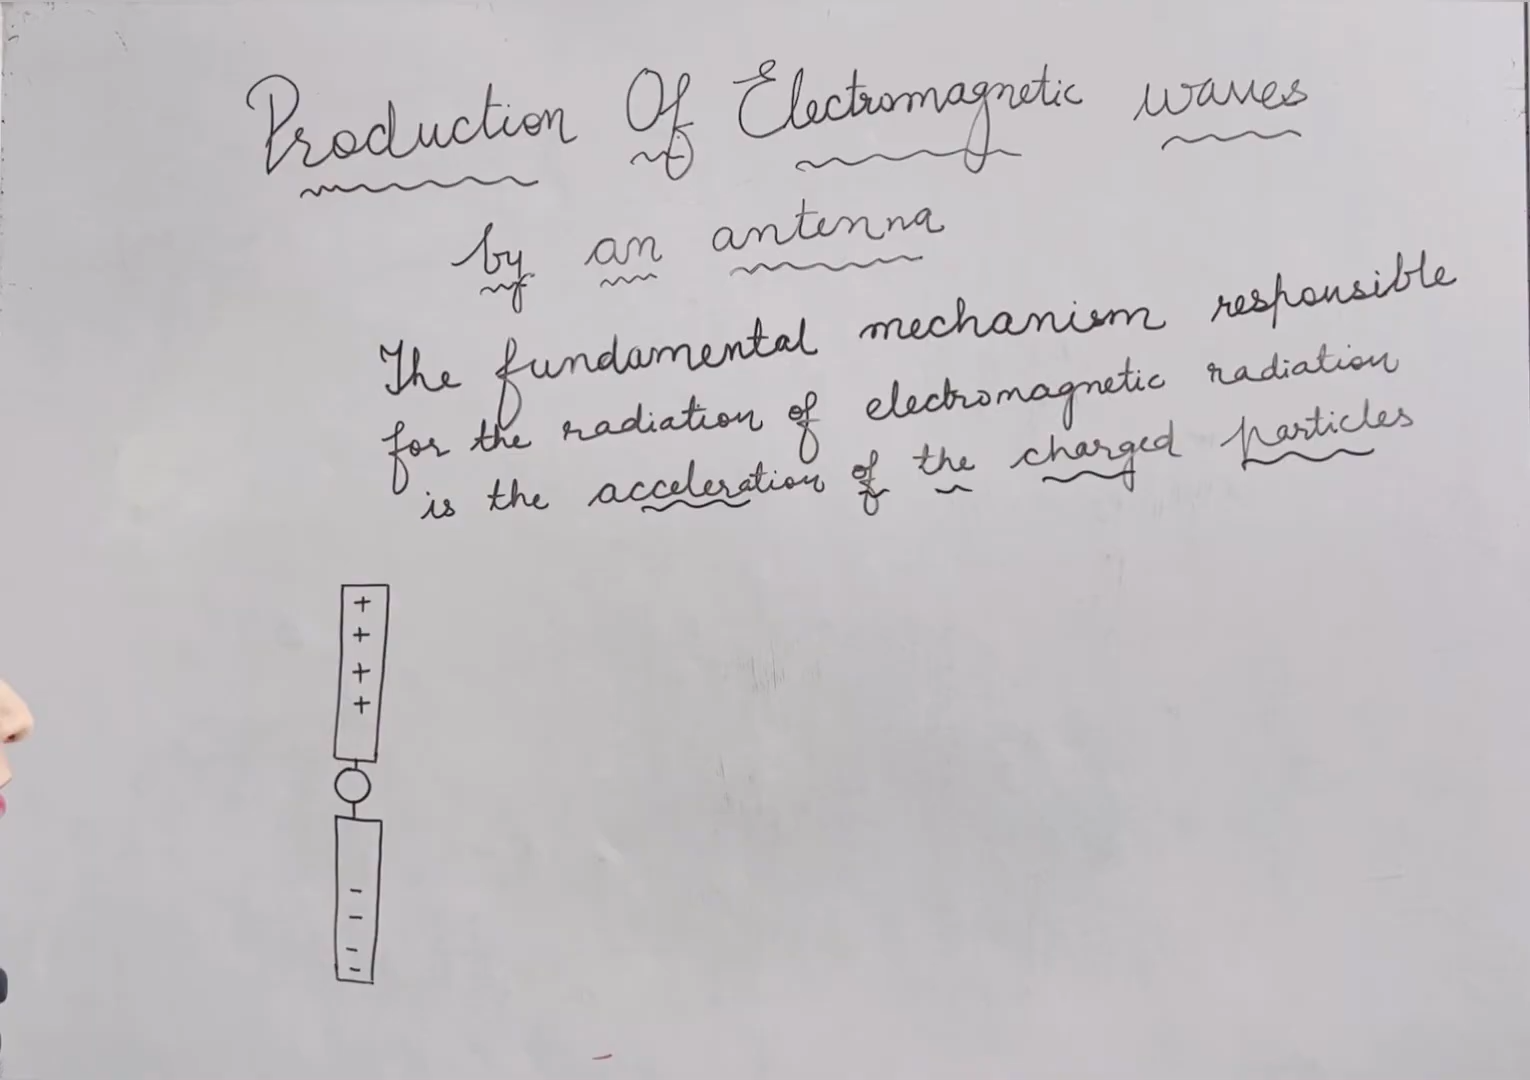 Production Of Electromagnetic waves
by an antenna
The fundamental mechanism responsible
for the radiation of electromagnetic radiation
is the acceleration of the charged particles
+
+
+
+
-
-
-
-